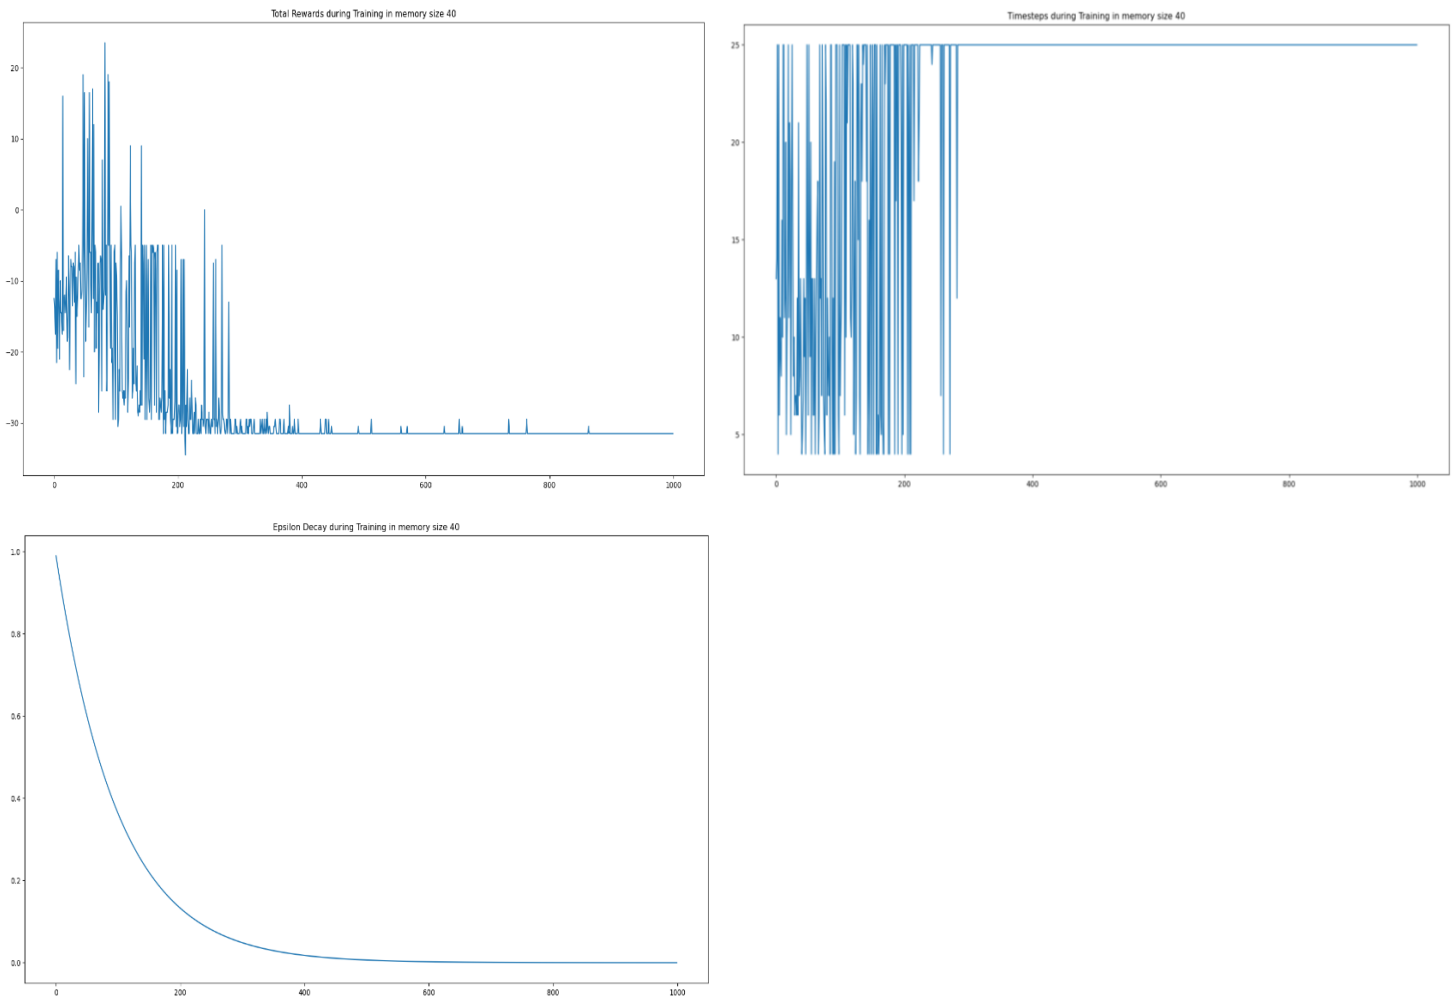 Total Rewards during Training in memory size 40
20
10
0
−10
−20
−30
0 200 400 600 800 1000
Timesteps during Training in memory size 40
25
20
15
10
5
0 200 400 600 800 1000
Epsilon Decay during Training in memory size 40
1.0
0.8
0.6
0.4
0.2
0.0
0 200 400 600 800 1000